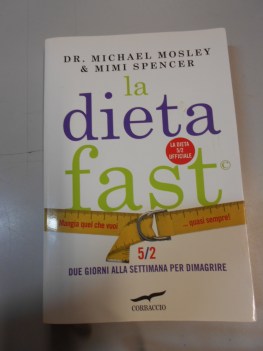 DR. MICHAEL MOSLEY
& MIMI SPENCER
la
dieta
fast©
LA DIETA
5/2
UFFICIALE
Mangia quel che vuoi
... quasi sempre!
5/2
DUE GIORNI ALLA SETTIMANA PER DIMAGRIRE
CORBACCIO